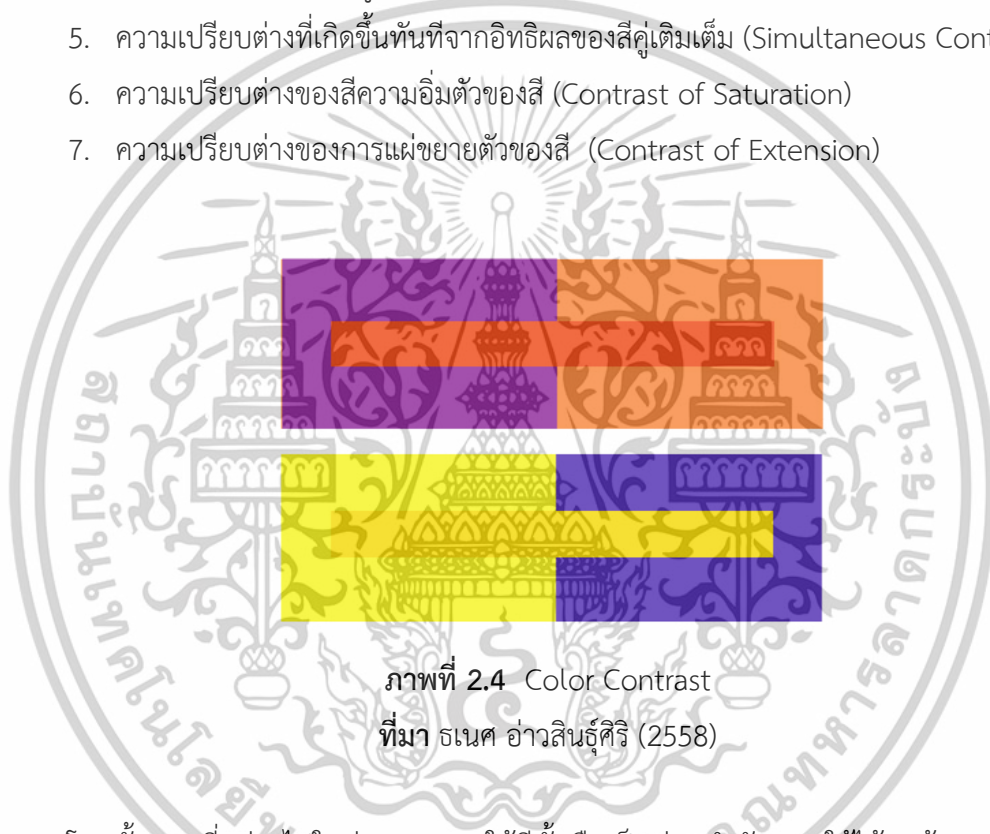 5. ความเปรียบต่างที่เกิดขึ้นทันทีจากอิทธิผลของสีคู่เติมเต็ม (Simultaneous Cont
6. ความเปรียบต่างของสีความอิ่มตัวของสี (Contrast of Saturation)
7. ความเปรียบต่างของการแผ่ขยายตัวของสี (Contrast of Extension)
ภาพที่ 2.4 Color Contrast
ที่มา ธเนศ อ่าวสินธุ์ศิริ (2558)